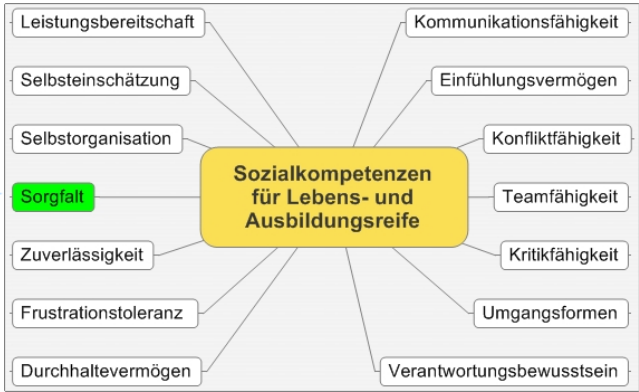 Leistungsbereitschaft
Selbsteinschätzung
Selbstorganisation
Sorgfalt
Zuverlässigkeit
Frustrationstoleranz
Durchhaltevermögen
Sozialkompetenzen
für Lebens- und
Ausbildungsreife
Kommunikationsfähigkeit
Einfühlungsvermögen
Konfliktfähigkeit
Teamfähigkeit
Kritikfähigkeit
Umgangsformen
Verantwortungsbewusstsein